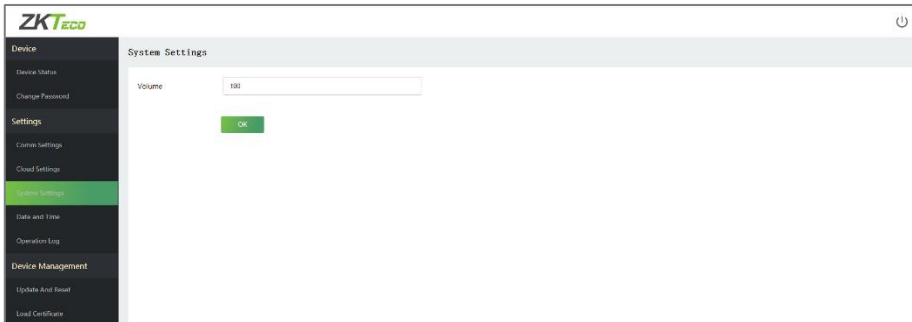 ZKTeco
Device
System Settings
Device Status
Volume
100
Change Password
Settings
OK
Comm Settings
Cloud Settings
System Settings
Date and Time
Operation Log
Device Management
Update And Reset
Load Certificate